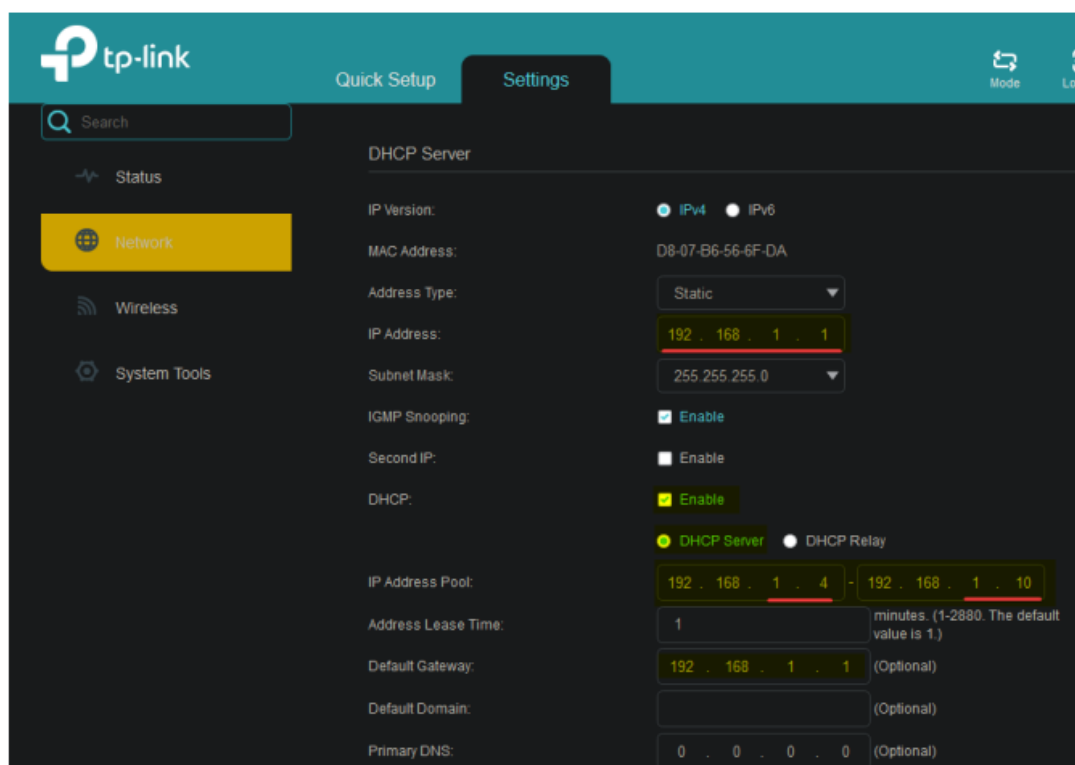 tp-link
Quick Setup
Settings
Mode
Search
Status
Network
Wireless
System Tools
DHCP Server
IP Version: IPv4 IPv6
MAC Address: D8-07-B6-56-6F-DA
Address Type: Static
IP Address: 192 . 168 . 1 . 1
Subnet Mask: 255.255.255.0
IGMP Snooping: Enable
Second IP: Enable
DHCP: Enable
DHCP Server DHCP Relay
IP Address Pool: 192 . 168 . 1 . 4 - 192 . 168 . 1 . 10
Address Lease Time: 1 minutes. (1-2880. The default
value is 1.)
Default Gateway: 192 . 168 . 1 . 1 (Optional)
Default Domain: (Optional)
Primary DNS: 0 . 0 . 0 . 0 (Optional)